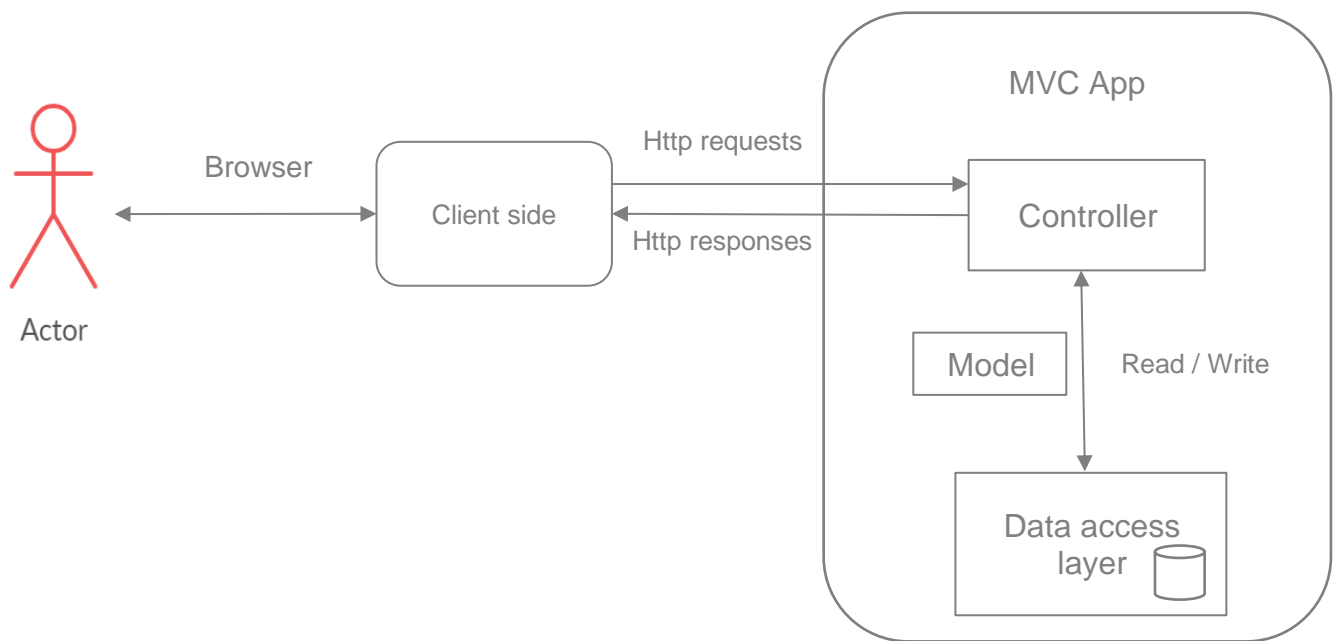 MVC App
Http requests
Browser
Client side
Controller
Http responses
Actor
Model
Read / Write
Data access
layer